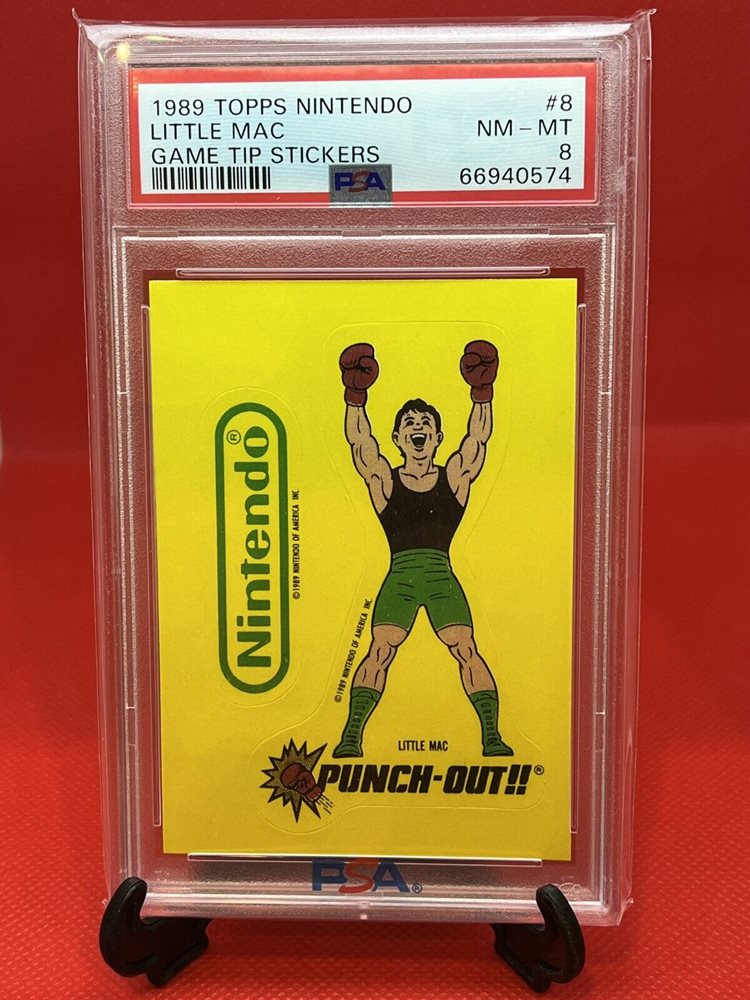 1989 TOPPS NINTENDO #8
LITTLE MAC NM - MT
GAME TIP STICKERS 8
PSA 66940574
Nintendo®
©1989 NINTENDO OF AMERICA INC.
©1989 NINTENDO OF AMERICA INC.
LITTLE MAC
PUNCH-OUT!!®
PSA®